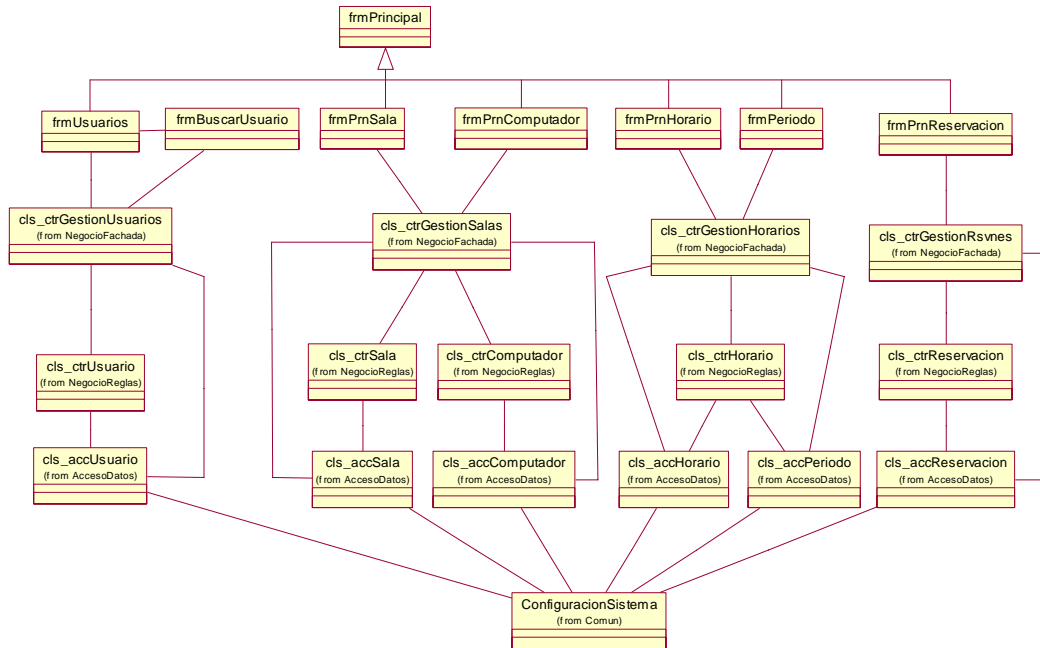 frmPrincipal
frmUsuarios
frmBuscarUsuario
frmPrnSala
frmPrnComputador
frmPrnHorario
frmPeriodo
frmPrnReservacion
cls_ctrGestionUsuarios
(from NegocioFachada)
cls_ctrGestionSalas
(from NegocioFachada)
cls_ctrGestionHorarios
(from NegocioFachada)
cls_ctrGestionRsvnes
(from NegocioFachada)
cls_ctrUsuario
(from NegocioReglas)
cls_ctrSala
(from NegocioReglas)
cls_ctrComputador
(from NegocioReglas)
cls_ctrHorario
(from NegocioReglas)
cls_ctrReservacion
(from NegocioReglas)
cls_accUsuario
(from AccesoDatos)
cls_accSala
(from AccesoDatos)
cls_accComputador
(from AccesoDatos)
cls_accHorario
(from AccesoDatos)
cls_accPeriodo
(from AccesoDatos)
cls_accReservacion
(from AccesoDatos)
ConfiguracionSistema
(from Comun)